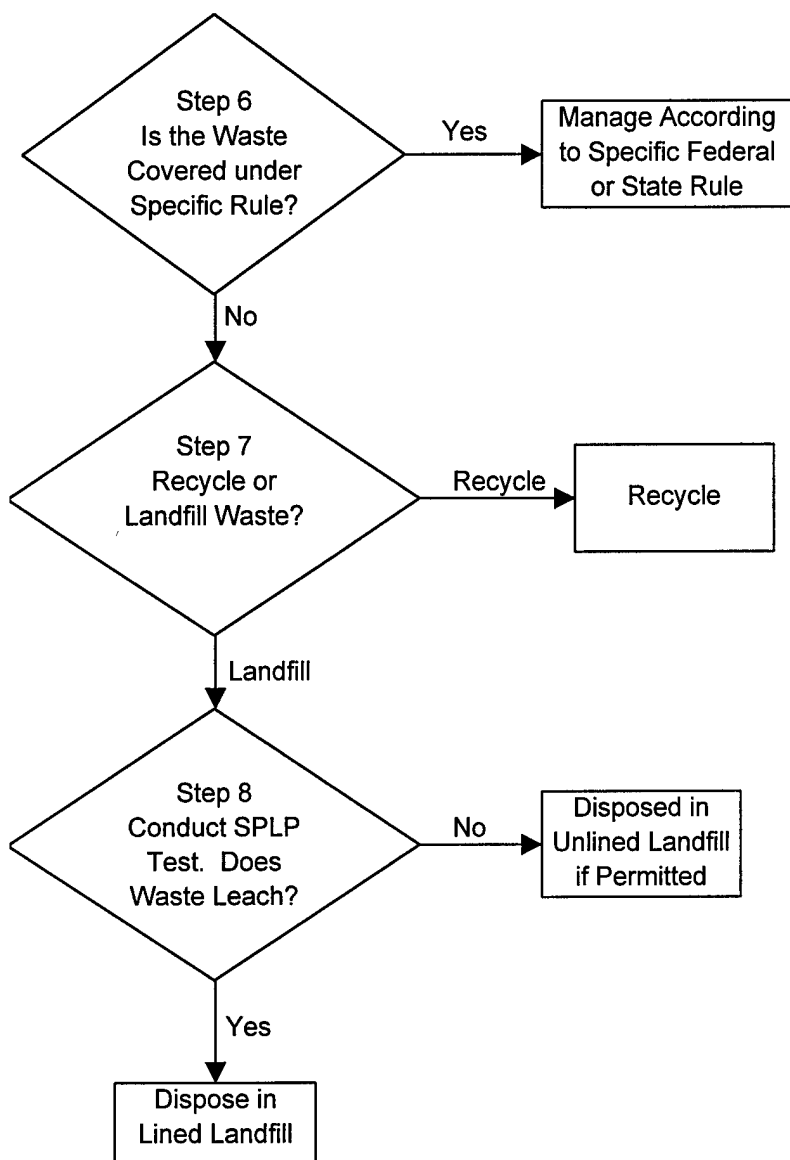 Step 6
Is the Waste
Covered under
Specific Rule?
Yes
Manage According
to Specific Federal
or State Rule
No
Step 7
Recycle or
Landfill Waste?
Recycle
Recycle
Landfill
Step 8
Conduct SPLP
Test. Does
Waste Leach?
No
Disposed in
Unlined Landfill
if Permitted
Yes
Dispose in
Lined Landfill